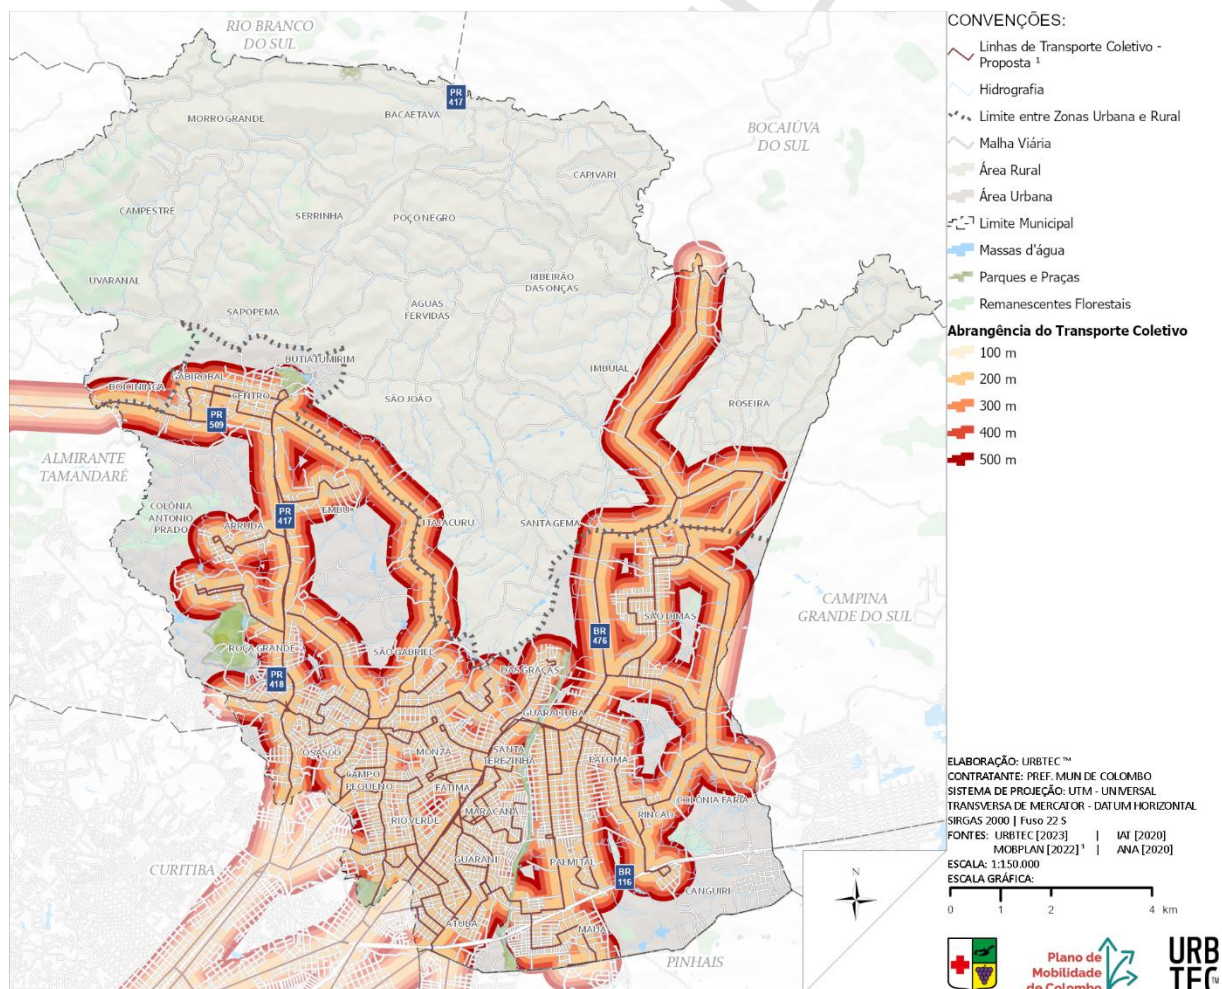 RIO BRANCO
DO SUL
PR
417
MORRO GRANDE
BACAETAVA
BOCAIÚVA
DO SUL
CAPIVARI
CAMPESTRE
SERRINHA
POÇO NEGRO
UVARANAL
RIBEIRÃO
DAS ONÇAS
SAPOPEMA
AGUAS
FERVIDAS
BUTIATUMIRIM
GABIROBAL
BOICININGA
CENTRO
IMBUIAL
SÃO JOÃO
ROSEIRA
PR
509
ALMIRANTE
TAMANDARÉ
COLÔNIA
ANTONIO
PRADO
ARRUDA
PR
417
EMBU
ITAJACURU
SANTA GEMA
CAMPINA
GRANDE DO SUL
SÃO DIMAS
BR
476
ROÇA GRANDE
SÃO GABRIEL
DAS GRAÇAS
PR
418
GUARAITUBA
OSASCO
MONZA
SANTA
TEREZINHA
PALOMA
CAMPO
PEQUENO
FÁTIMA
MARACANÃ
COLONIA FARIA
RIO VERDE
RINCÃO
GUARANI
PALMITAL
CURITIBA
BR
116
CANGUIRI
ATUBA
MAUÁ
PINHAIS
N
CONVENÇÕES:
Linhas de Transporte Coletivo -
Proposta ¹
Hidrografia
Limite entre Zonas Urbana e Rural
Malha Viária
Área Rural
Área Urbana
Limite Municipal
Massas d'água
Parques e Praças
Remanescentes Florestais
Abrangência do Transporte Coletivo
100 m
200 m
300 m
400 m
500 m
ELABORAÇÃO: URBTEC ™
CONTRATANTE: PREF. MUN DE COLOMBO
SISTEMA DE PROJEÇÃO: UTM - UNIVERSAL
TRANSVERSA DE MERCATOR - DATUM HORIZONTAL
SIRGAS 2000 | Fuso 22 S
FONTES: URBTEC [2023] | IAT [2020]
MOBPLAN [2022] ¹ | ANA [2020]
ESCALA: 1:150.000
ESCALA GRÁFICA:
0 1 2 4 km
Plano de
Mobilidade
de Colombo
URB
TEC™